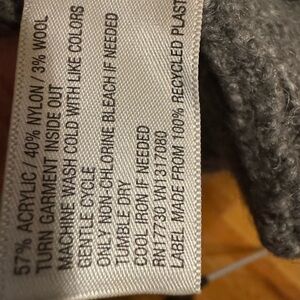 57% ACRYLIC / 40% NYLON / 3% WOOL
TURN GARMENT INSIDE OUT
MACHINE WASH COLD WITH LIKE COLORS
GENTLE CYCLE
ONLY NON-CHLORINE BLEACH IF NEEDED
TUMBLE DRY
COOL IRON IF NEEDED
RN17730 VN1317080
LABEL MADE FROM 100% RECYCLED PLAST